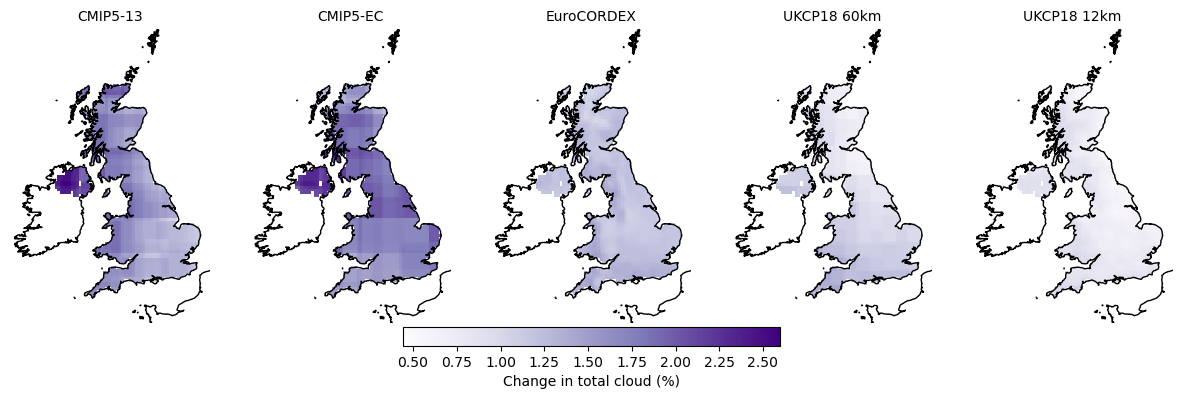 CMIP5-13 CMIP5-EC EuroCORDEX UKCP18 60km UKCP18 12km
0.50 0.75 1.00 1.25 1.50 1.75 2.00 2.25 2.50
Change in total cloud (%)